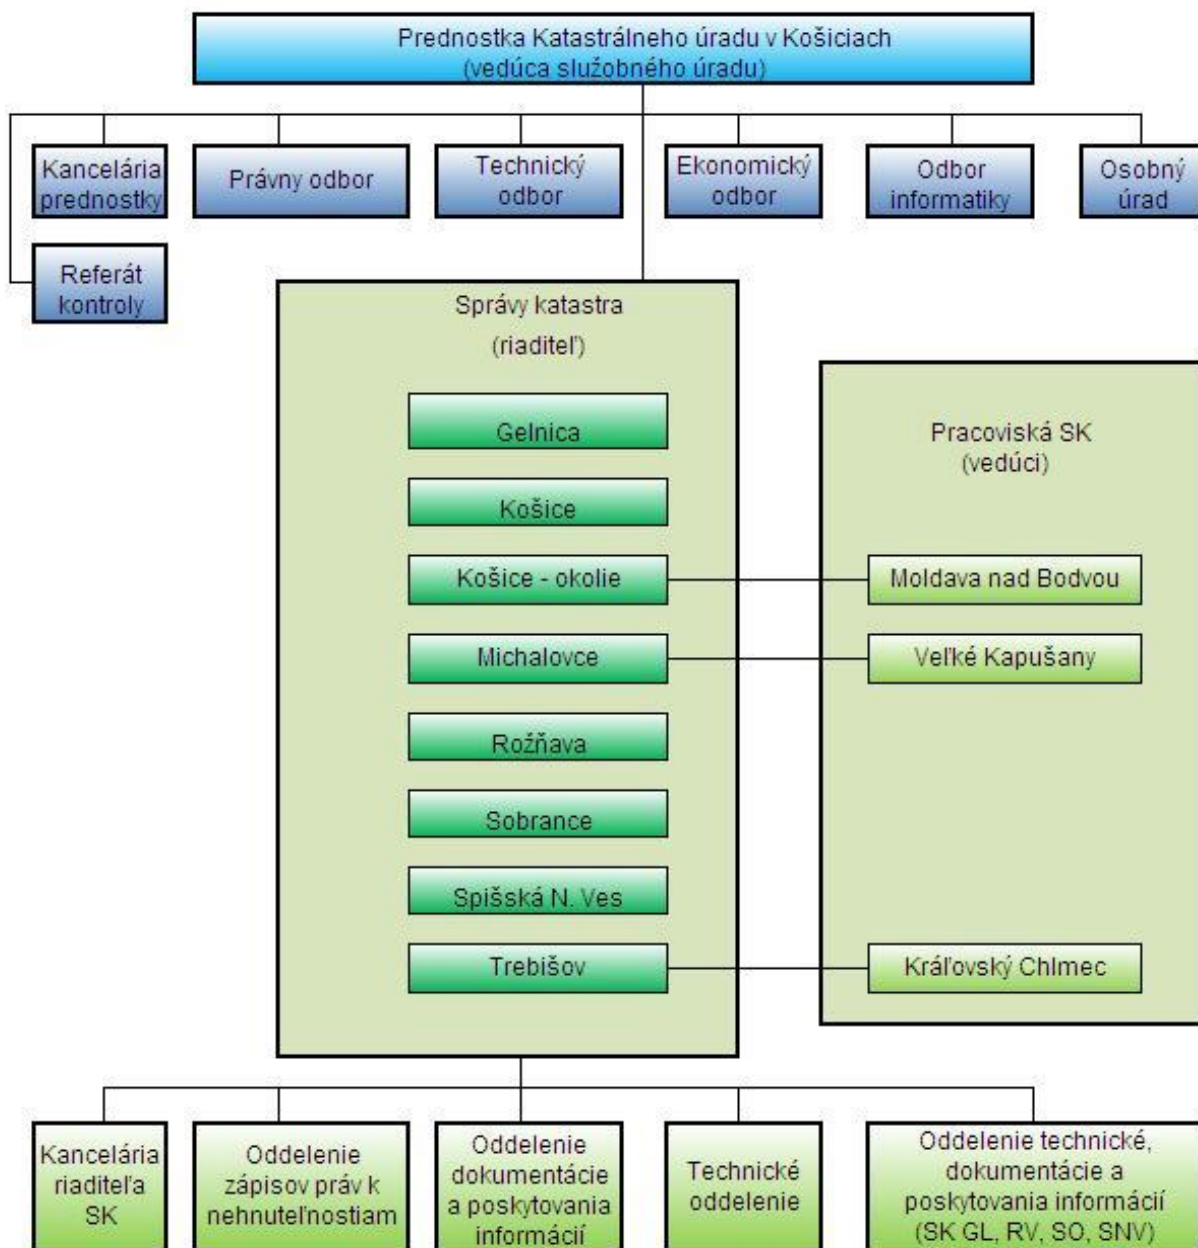 Prednostka Katastrálneho úradu v Košiciach
(vedúca služobného úradu)
Kancelária
prednostky
Právny odbor
Technický
odbor
Ekonomický
odbor
Odbor
informatiky
Osobný
úrad
Referát
kontroly
Správy katastra
(riaditeľ)
Gelnica
Košice
Košice - okolie
Michalovce
Rožňava
Sobrance
Spišská N. Ves
Trebišov
Pracoviská SK
(vedúci)
Moldava nad Bodvou
Veľké Kapušany
Kráľovský Chlmec
Kancelária
riaditeľa
SK
Oddelenie
zápisov práv k
nehnuteľnostiam
Oddelenie
dokumentácie
a poskytovania
informácií
Technické
oddelenie
Oddelenie technické,
dokumentácie a
poskytovania informácií
(SK GL, RV, SO, SNV)